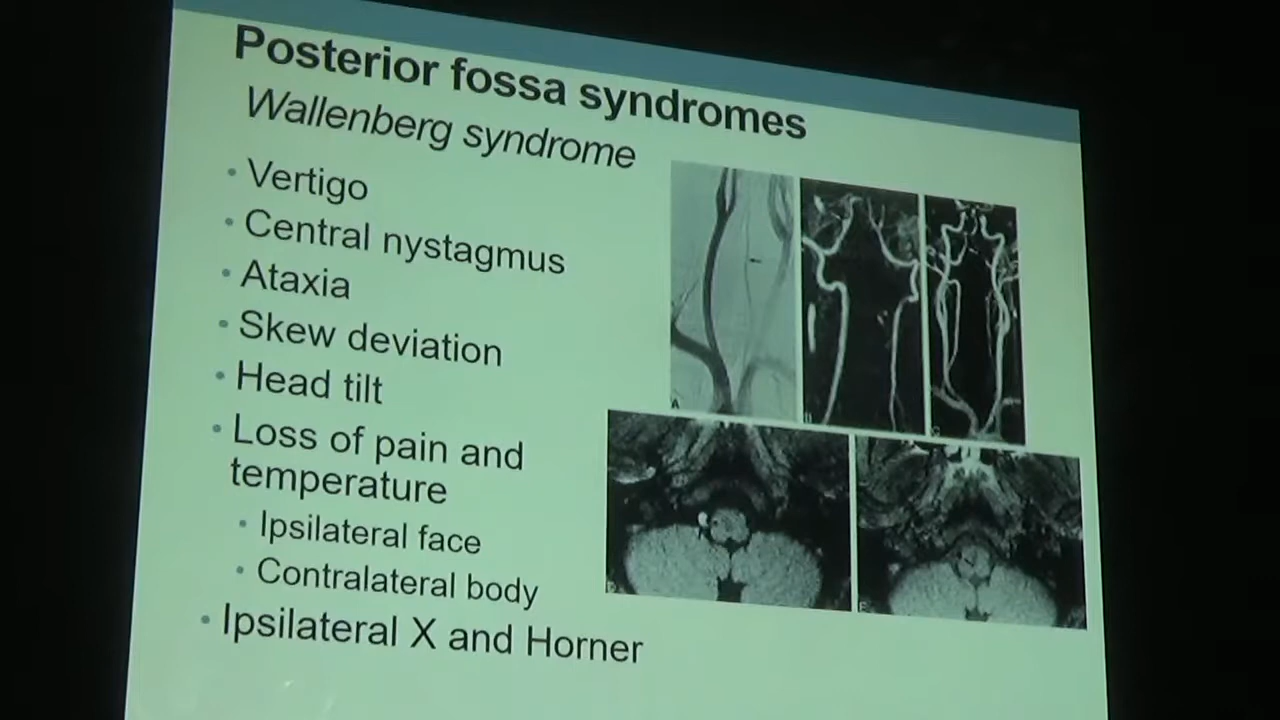 Posterior fossa syndromes
Wallenberg syndrome
• Vertigo
• Central nystagmus
• Ataxia
• Skew deviation
• Head tilt
• Loss of pain and
temperature
• Ipsilateral face
• Contralateral body
• Ipsilateral X and Horner
A